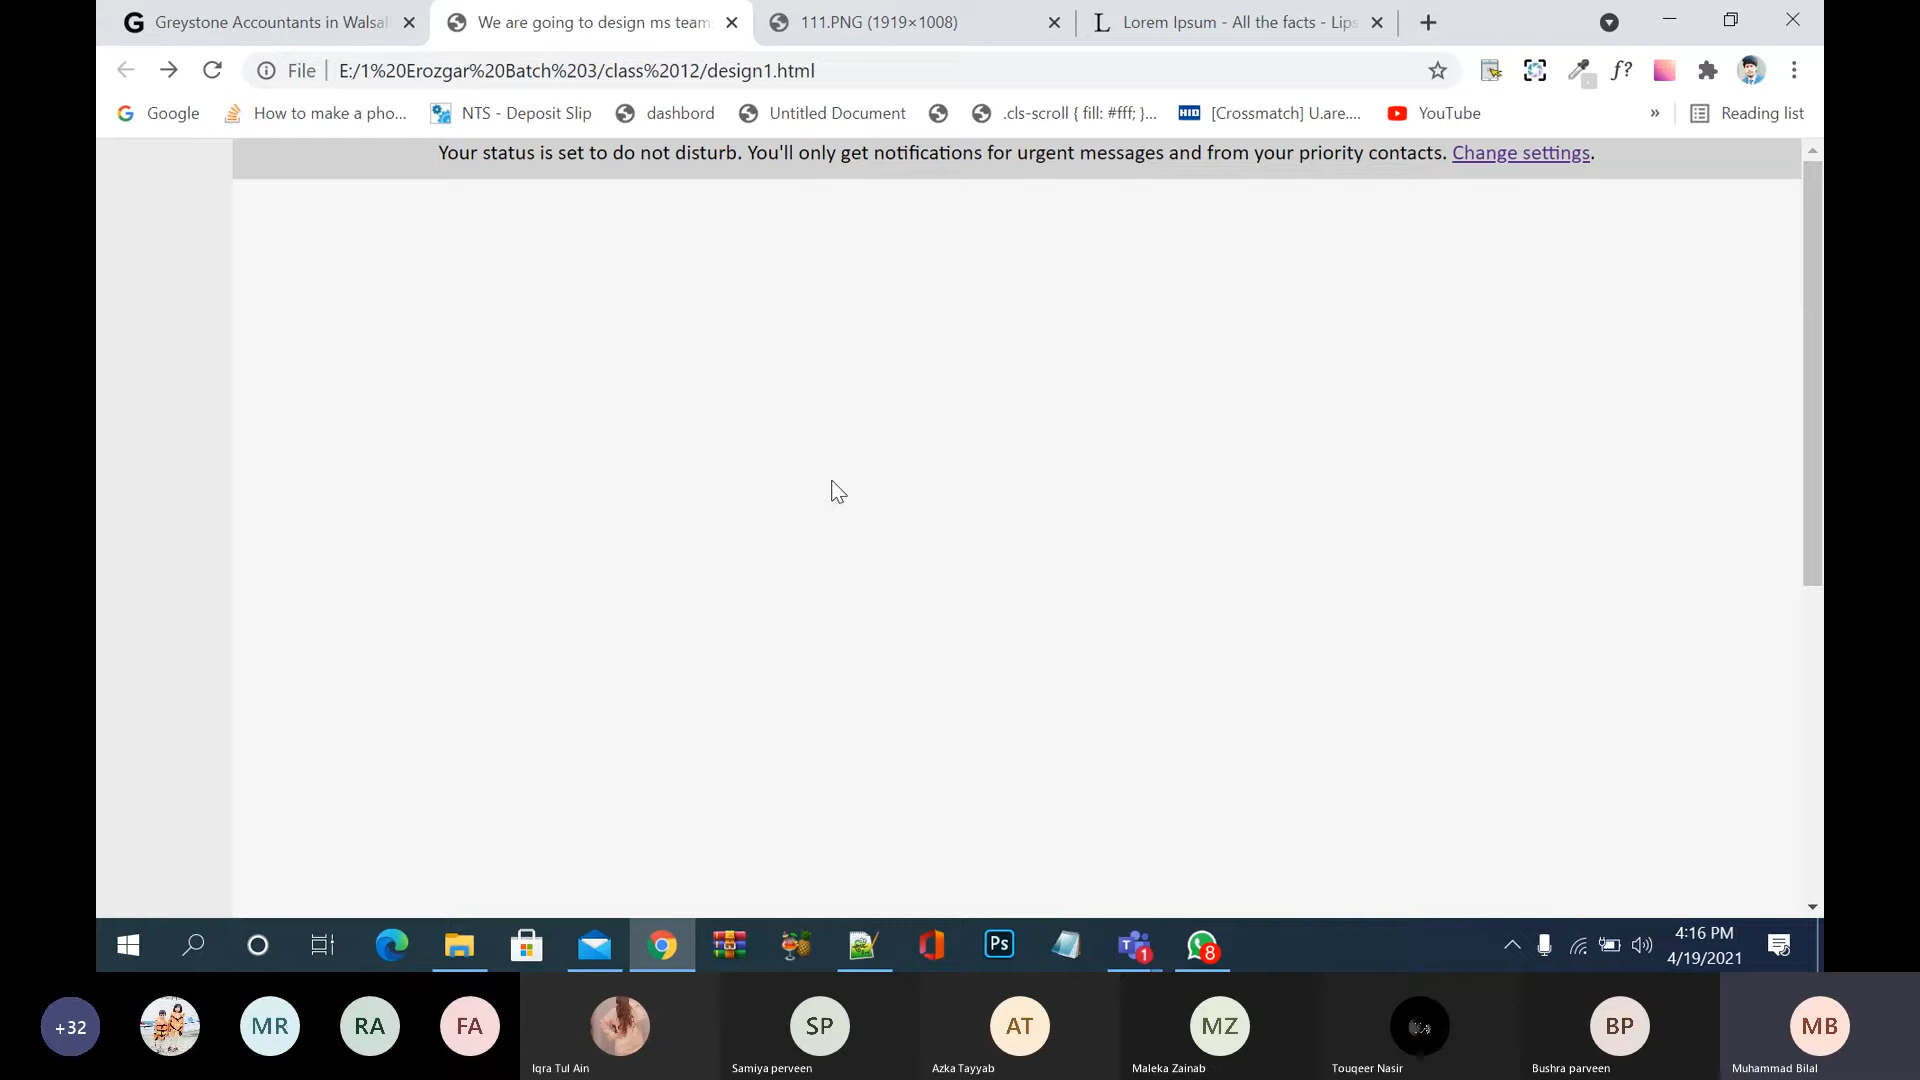 G Greystone Accountants in Walsal
We are going to design ms team
111.PNG (1919×1008)
L Lorem Ipsum - All the facts - Lips
File E:/1%20Erozgar%20Batch%203/class%2012/design1.html
f?
Google How to make a pho... NTS - Deposit Slip dashbord Untitled Document .cls-scroll { fill: #fff; }... HID [Crossmatch] U.are.... YouTube » Reading list
Your status is set to do not disturb. You'll only get notifications for urgent messages and from your priority contacts. Change settings.
Ps
T
1
8
4:16 PM
4/19/2021
+32 MR RA FA SP AT MZ BP MB
Iqra Tul Ain Samiya perveen Azka Tayyab Maleka Zainab Touqeer Nasir Bushra parveen Muhammad Bilal